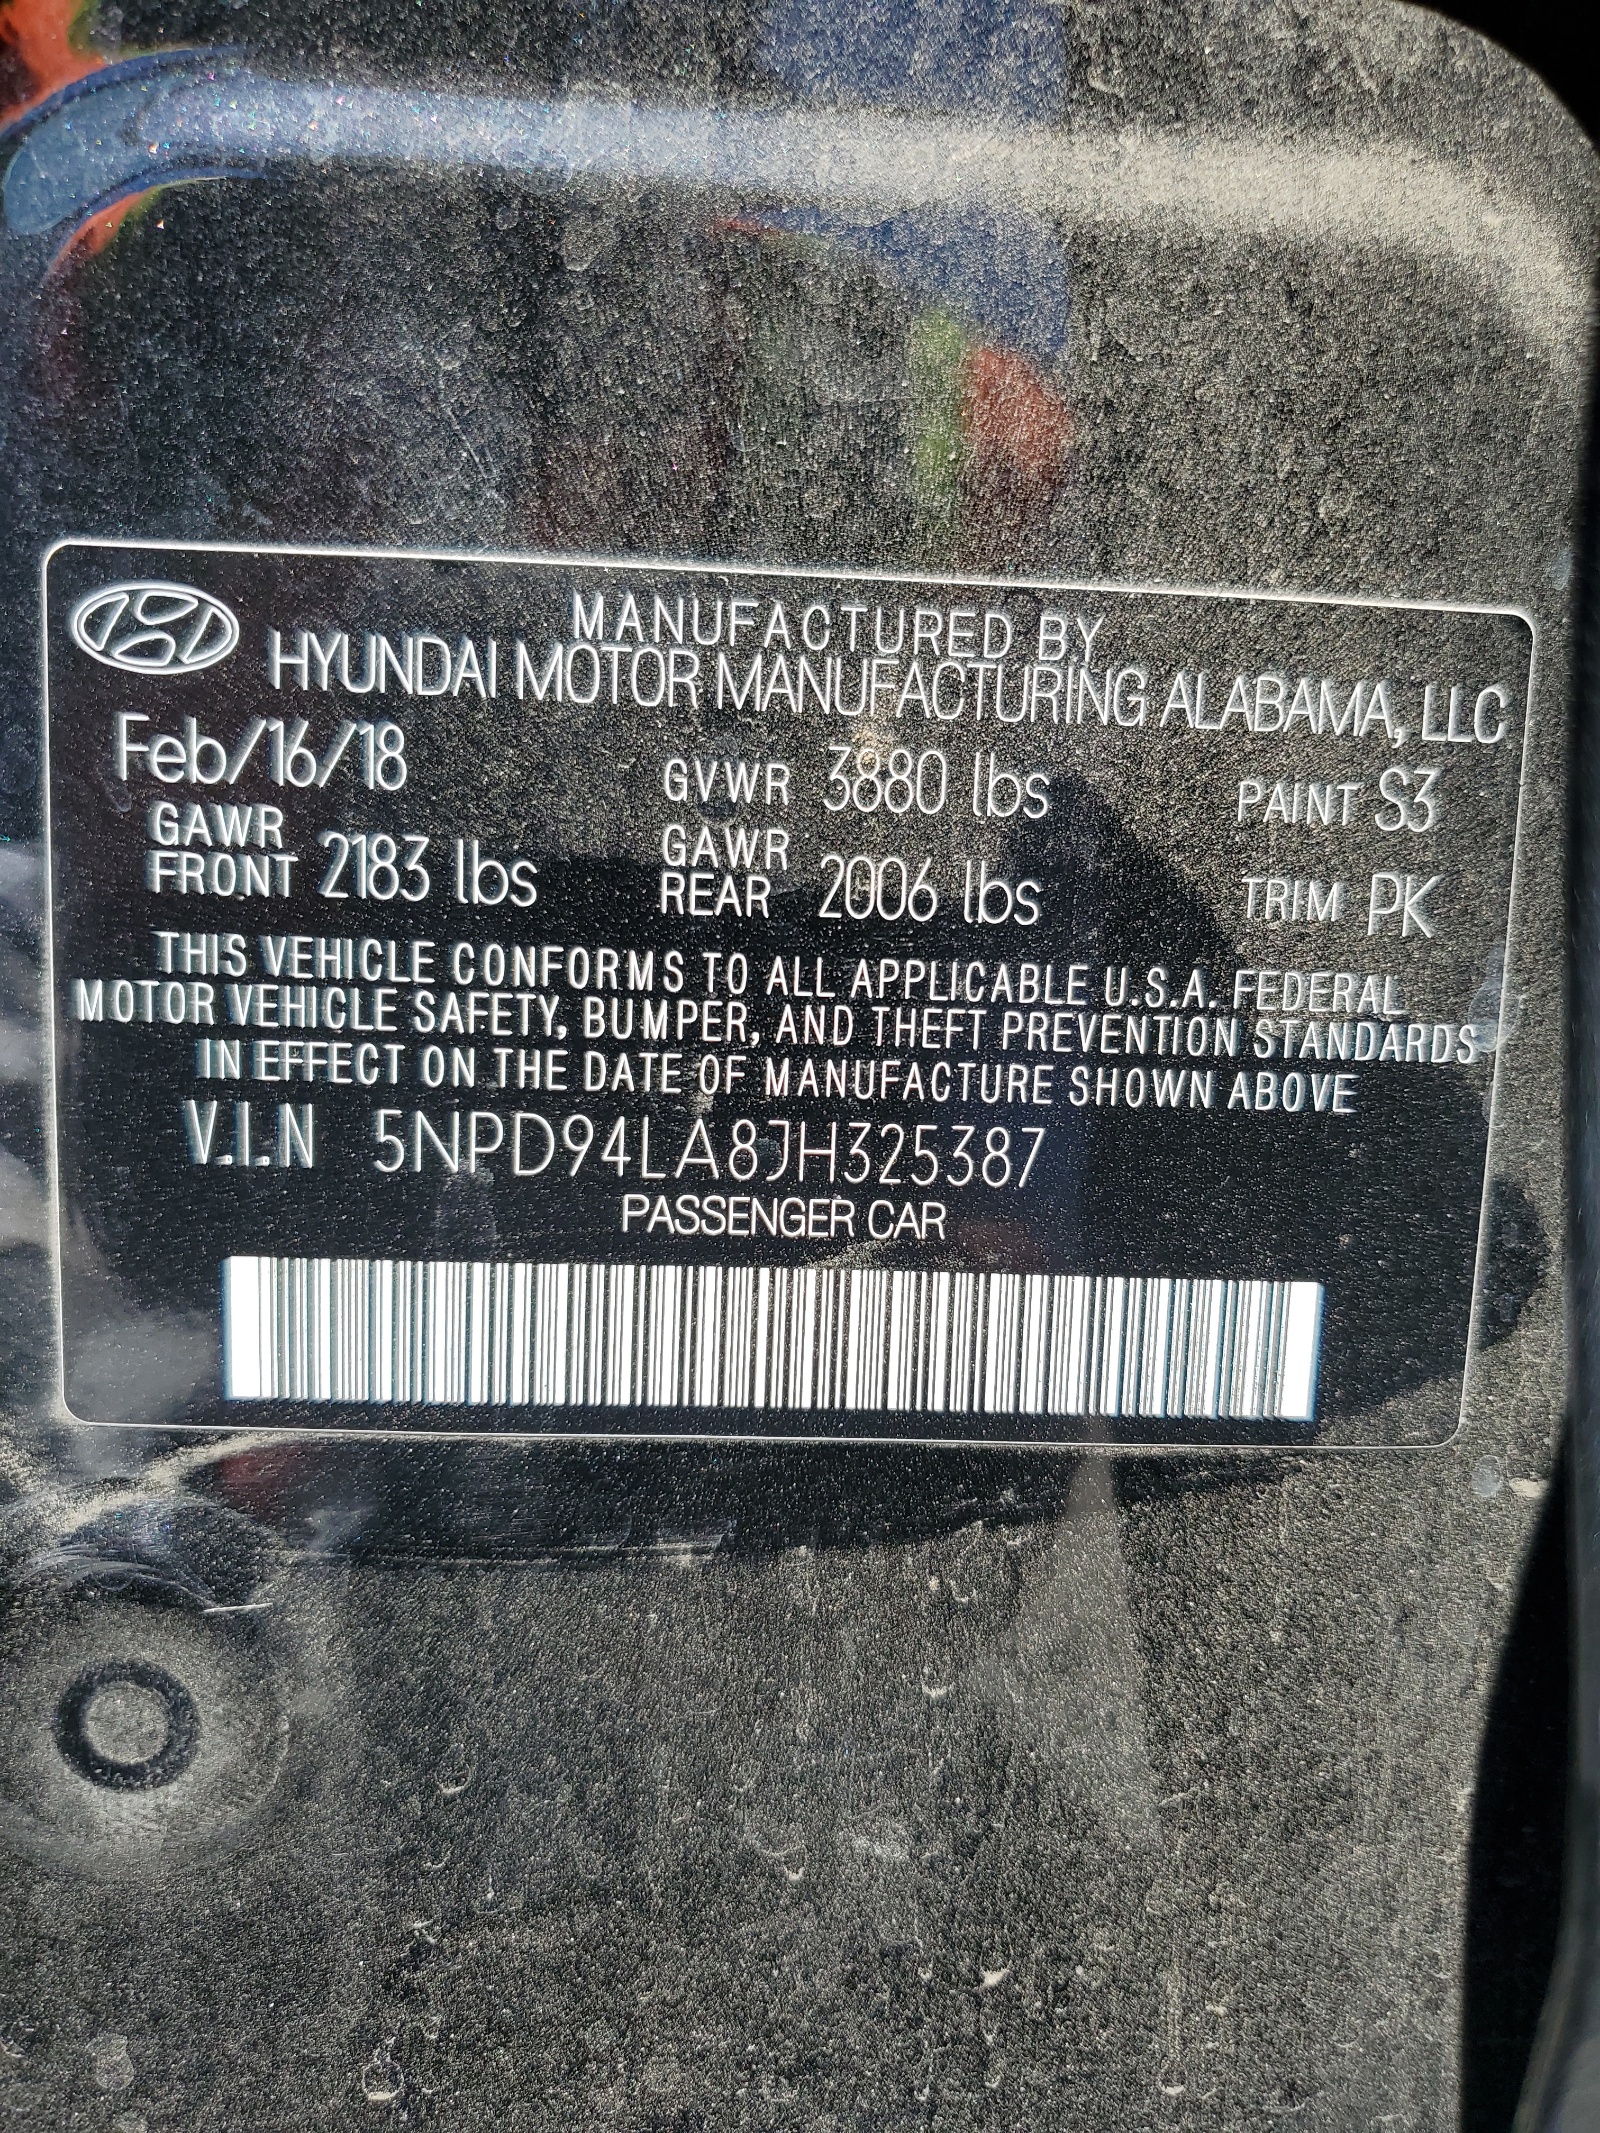 MANUFACTURED BY
HYUNDAI MOTOR MANUFACTURING ALABAMA, LLC
Feb/16/18 GVWR 3880 lbs PAINT S3
GAWR FRONT 2183 lbs GAWR REAR 2006 lbs TRIM PK
THIS VEHICLE CONFORMS TO ALL APPLICABLE U.S.A. FEDERAL
MOTOR VEHICLE SAFETY, BUMPER, AND THEFT PREVENTION STANDARDS
IN EFFECT ON THE DATE OF MANUFACTURE SHOWN ABOVE
V.I.N 5NPD94LA8JH325387
PASSENGER CAR